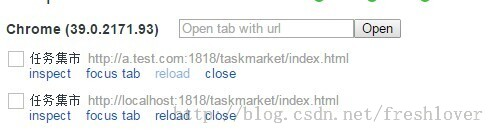 Chrome (39.0.2171.93) Open tab with url Open
任务集市 http://a.test.com:1818/taskmarket/index.html
inspect focus tab reload close
任务集市 http://localhost:1818/taskmarket/index.html
inspect focus tab reload close
http://blog.csdn.net/freshlover